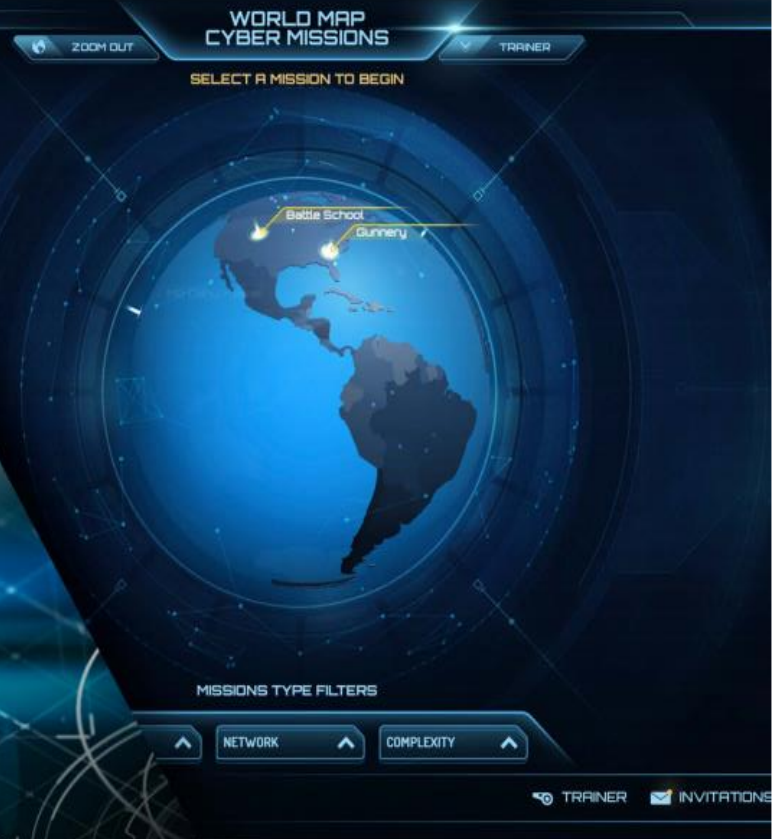 WORLD MAP
CYBER MISSIONS
ZOOM OUT
TRAINER
SELECT A MISSION TO BEGIN
Battle School
Gunnery
MISSIONS TYPE FILTERS
NETWORK
COMPLEXITY
TRAINER
INVITATIONS